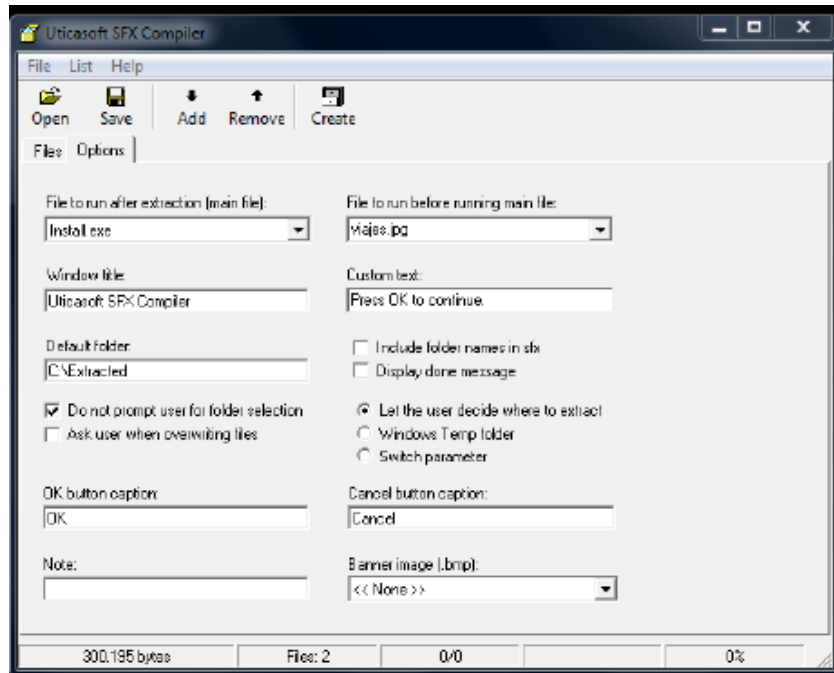 Uticasoft SFX Compiler
File List Help
Open Save Add Remove Create
Files Options
File to run after extraction (main file): File to run before running main file:
Install.exe viajes.jpg
Window title: Custom text:
Uticasoft SFX Compiler Press OK to continue.
Default folder: Include folder names in sfx
C:\Extracted Display done message
Do not prompt user for folder selection Let the user decide where to extract
Ask user when overwriting files Windows Temp folder
Switch parameter
OK button caption: Cancel button caption:
OK Cancel
Note: Banner image (.bmp):
<< None >>
300.195 bytes Files: 2 0/0 0%